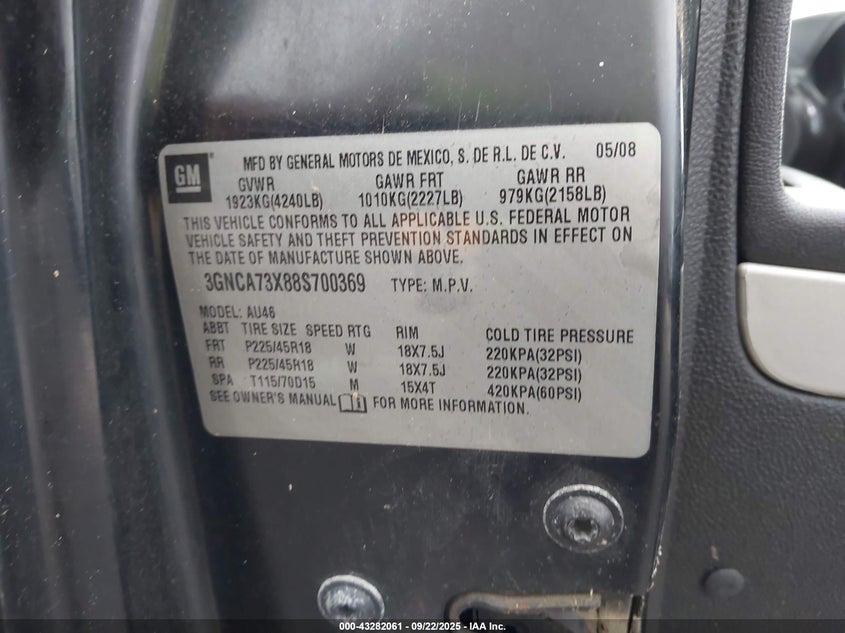 GM
MFD BY GENERAL MOTORS DE MEXICO, S. DE R.L. DE C.V. 05/08
GVWR GAWR FRT GAWR RR
1923KG(4240LB) 1010KG(2227LB) 979KG(2158LB)
THIS VEHICLE CONFORMS TO ALL APPLICABLE U.S. FEDERAL MOTOR
VEHICLE SAFETY AND THEFT PREVENTION STANDARDS IN EFFECT ON
THE DATE OF MANUFACTURE SHOWN ABOVE.
3GNCA73X88S700369 TYPE: M.P.V.
MODEL: AU46
ABBT TIRE SIZE SPEED RTG RIM COLD TIRE PRESSURE
FRT P225/45R18 W 18X7.5J 220KPA(32PSI)
RR P225/45R18 W 18X7.5J 220KPA(32PSI)
SPA T115/70D15 M 15X4T 420KPA(60PSI)
SEE OWNER'S MANUAL FOR MORE INFORMATION.
000-43282061 - 09/22/2025 - IAA Inc.